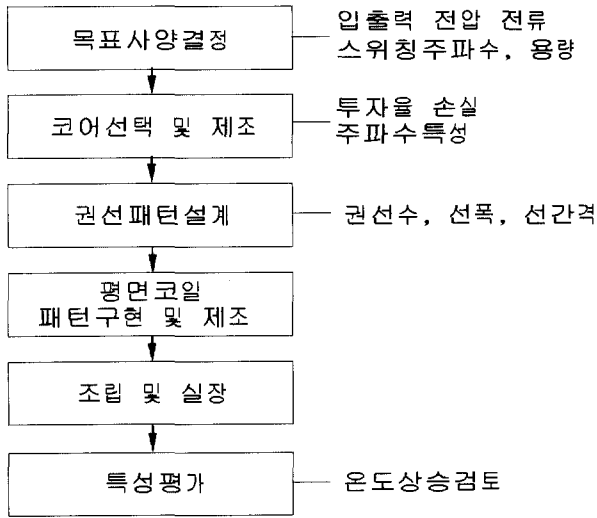 목표사양결정
입출력 전압 전류
스위칭주파수, 용량
코어선택 및 제조
투자율 손실
주파수특성
권선패턴설계
권선수, 선폭, 선간격
평면코일
패턴구현 및 제조
조립 및 실장
특성평가
온도상승검토